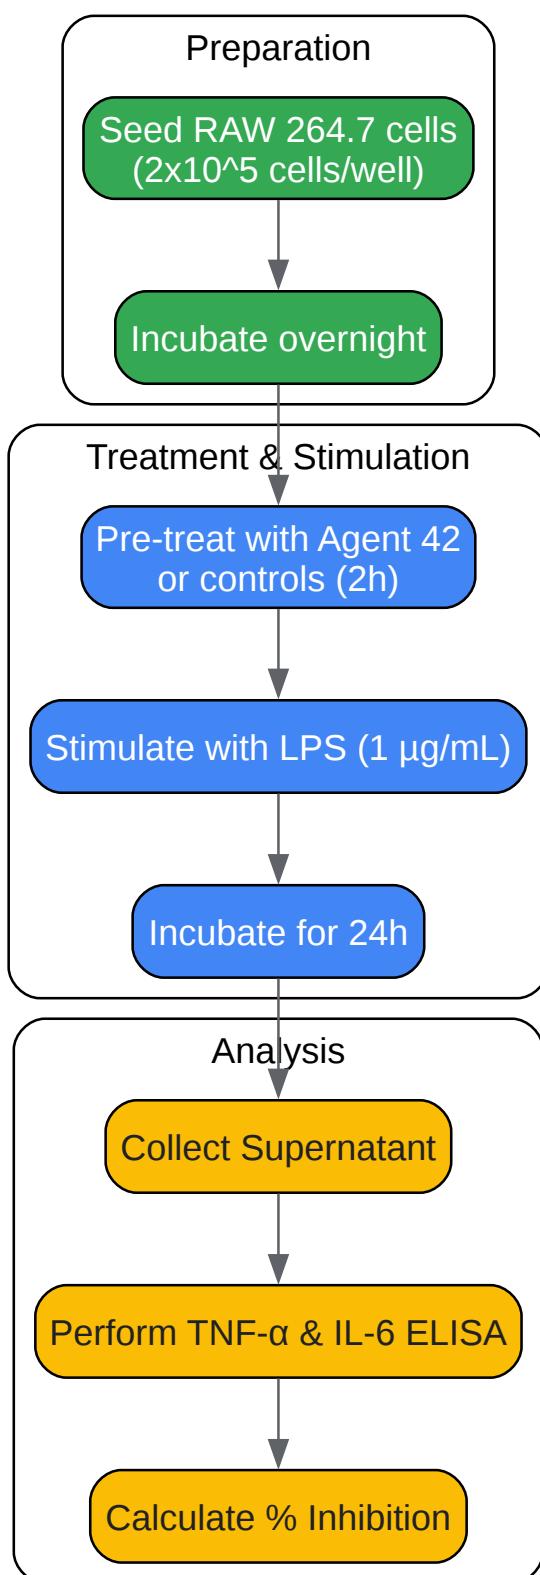 Preparation
Seed RAW 264.7 cells
(2x10^5 cells/well)
Incubate overnight
Treatment & Stimulation
Pre-treat with Agent 42
or controls (2h)
Stimulate with LPS (1 µg/mL)
Incubate for 24h
Analysis
Collect Supernatant
Perform TNF-α & IL-6 ELISA
Calculate % Inhibition